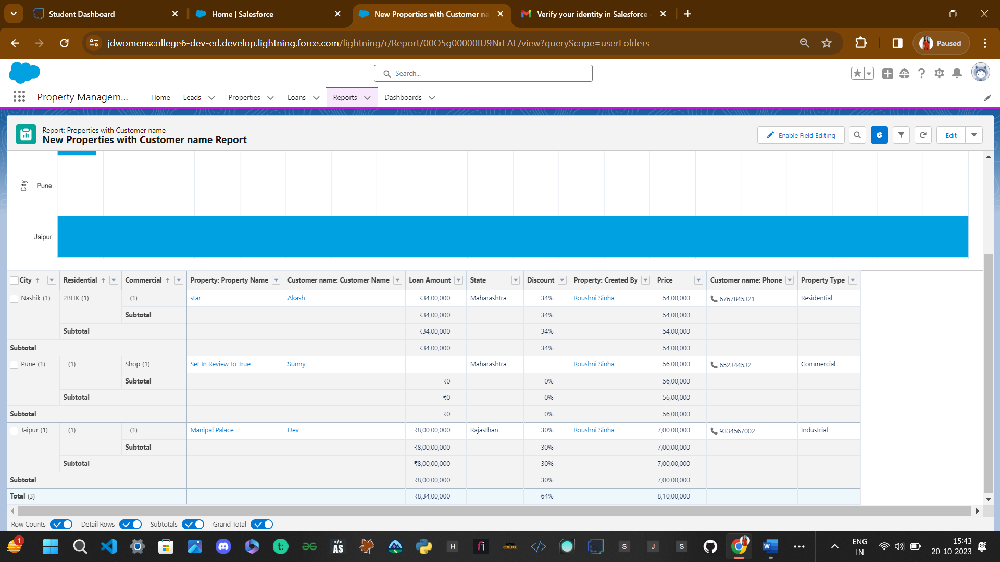 Student Dashboard
Home | Salesforce
New Properties with Customer na
Verify your identity in Salesforce
jdwomenscollege6-dev-ed.develop.lightning.force.com/lightning/r/Report/00O5g00000IU9NrEAL/view?queryScope=userFolders
Paused
Search...
Property Managem...
Home
Leads
Properties
Loans
Reports
Dashboards
Report: Properties with Customer name
New Properties with Customer name Report
Enable Field Editing
Edit
City
Pune
Jaipur
City Residential Commercial Property: Property Name Customer name: Customer Name Loan Amount State Discount Property: Created By Price Customer name: Phone Property Type
Nashik (1) 2BHK (1) - (1) star Akash ₹34,00,000 Maharashtra 34% Roushni Sinha 54,00,000 6767845321 Residential
Subtotal ₹34,00,000 34% 54,00,000
Subtotal ₹34,00,000 34% 54,00,000
Subtotal ₹34,00,000 34% 54,00,000
Pune (1) - (1) Shop (1) Set In Review to True Sunny - Maharashtra - Roushni Sinha 56,00,000 652344532 Commercial
Subtotal ₹0 0% 56,00,000
Subtotal ₹0 0% 56,00,000
Subtotal ₹0 0% 56,00,000
Jaipur (1) - (1) - (1) Manipal Palace Dev ₹8,00,00,000 Rajasthan 30% Roushni Sinha 7,00,00,000 9334567002 Industrial
Subtotal ₹8,00,00,000 30% 7,00,00,000
Subtotal ₹8,00,00,000 30% 7,00,00,000
Subtotal ₹8,00,00,000 30% 7,00,00,000
Total (3) ₹8,34,00,000 64% 8,10,00,000
Row Counts
Detail Rows
Subtotals
Grand Total
1
t:
</>
AS
H
fi
APNA
COLLEGE
</>
S
J
S
W
ENG
IN
15:43
20-10-2023